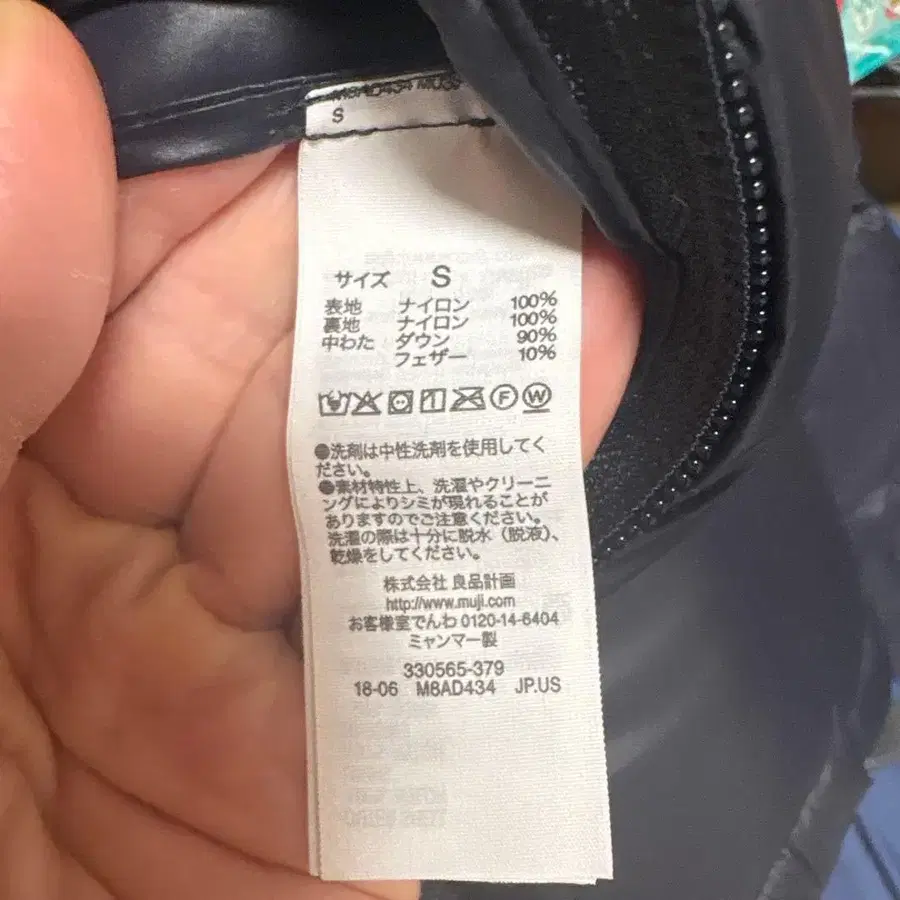 M8AD434
S
サイズ S
表地 ナイロン 100%
裏地 ナイロン 100%
中わた ダウン 90%
フェザー 10%
F W
●洗剤は中性洗剤を使用してく
ださい。
●素材特性上、洗濯やクリーニ
ングによりシミが現れることが
ありますのでご注意ください。
洗濯の際は十分に脱水（脱液）、
乾燥をしてください。
株式会社 良品計画
http://www.muji.com
お客様室でんわ 0120-14-6404
ミャンマー製
330565-379
18-06 M8AD434 JP.US